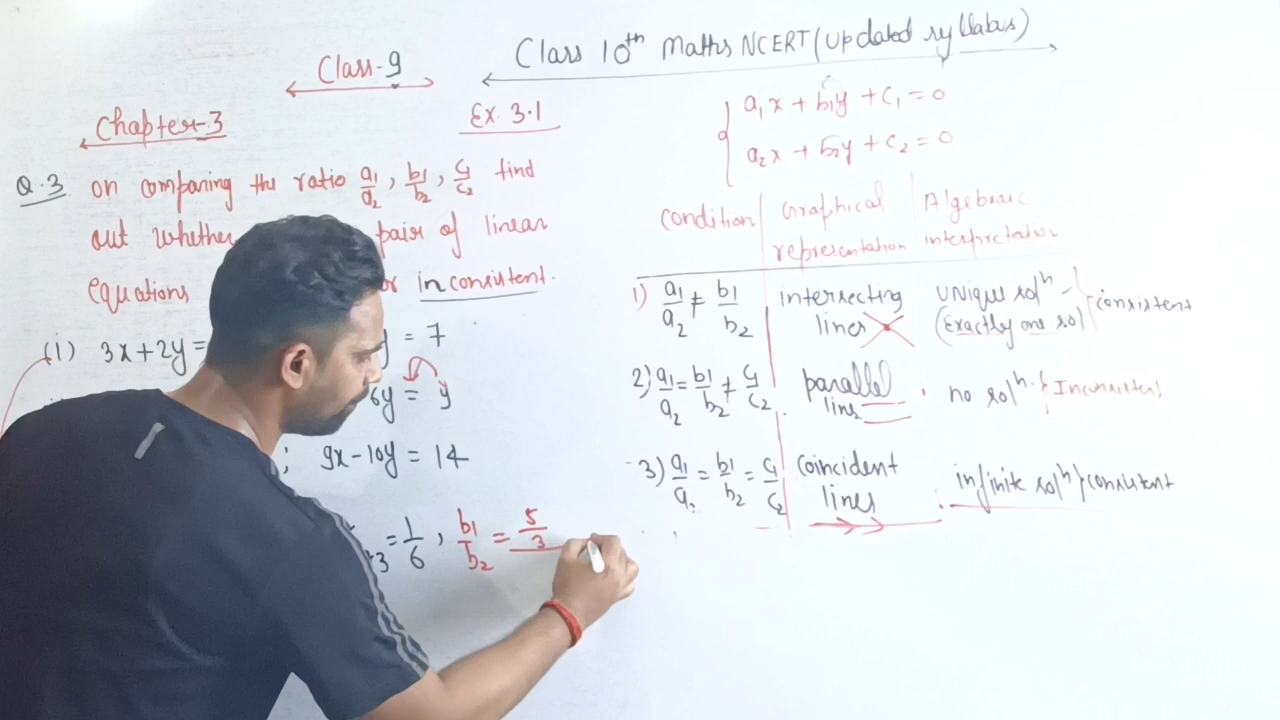 Class-9
Class 10th Maths NCERT (Updated syllabus)
Chapter-3
Ex. 3.1
Q.3 on comparing the ratio a1/a2, b1/b2, c1/c2 find
out whether pair of linear
equations or inconsistent.
(i) 3x+2y= y = 7
6y = y
; 9x-10y = 14
3 = 1/6, b1/b2 = 5/3
a1x + b1y + c1 = 0
a2x + b2y + c2 = 0
condition Graphical representation Algebraic interpretation
1) a1/a2 ≠ b1/b2 intersecting lines unique solⁿ (Exactly one sol) consistent
2) a1/a2 = b1/b2 ≠ c1/c2 parallel lins no solⁿ. Inconsistent
3) a1/a2 = b1/b2 = c1/c2 coincident lines infinite solⁿ consistent